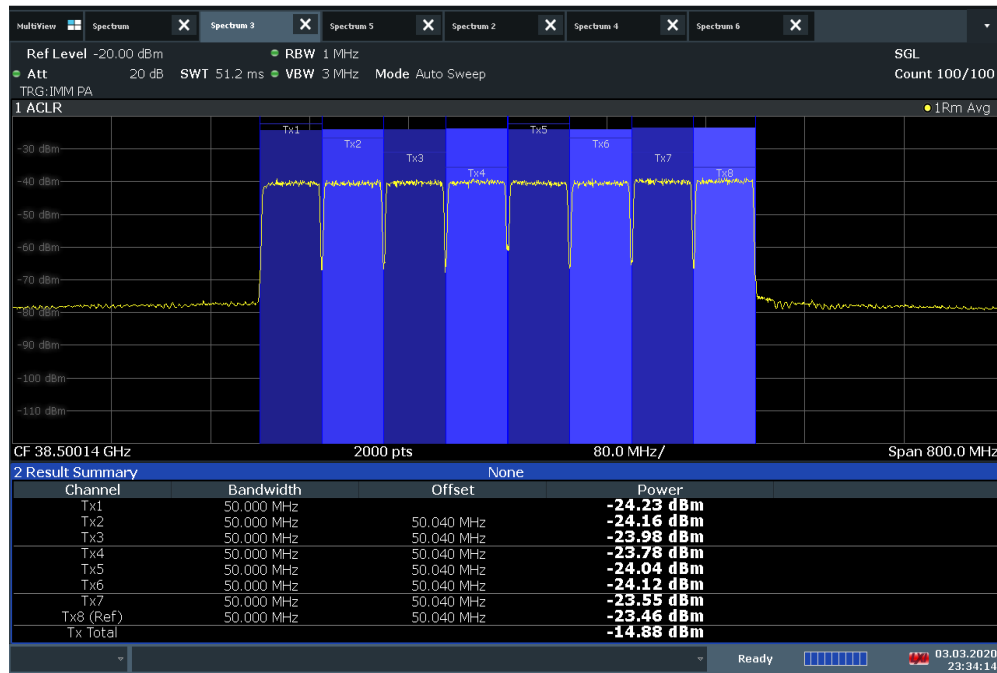 MultiView Spectrum X Spectrum 3 X Spectrum 5 X Spectrum 2 X Spectrum 4 X Spectrum 6 X
Ref Level -20.00 dBm RBW 1 MHz SGL
Att 20 dB SWT 51.2 ms VBW 3 MHz Mode Auto Sweep Count 100/100
TRG:IMM PA
1 ACLR 1Rm Avg
Tx1 Tx5
Tx2 Tx6
-30 dBm
Tx3 Tx7
Tx4 Tx8
-40 dBm
-50 dBm
-60 dBm
-70 dBm
-80 dBm
-90 dBm
-100 dBm
-110 dBm
CF 38.50014 GHz 2000 pts 80.0 MHz/ Span 800.0 MHz
2 Result Summary None
Channel Bandwidth Offset Power
Tx1 50.000 MHz -24.23 dBm
Tx2 50.000 MHz 50.040 MHz -24.16 dBm
Tx3 50.000 MHz 50.040 MHz -23.98 dBm
Tx4 50.000 MHz 50.040 MHz -23.78 dBm
Tx5 50.000 MHz 50.040 MHz -24.04 dBm
Tx6 50.000 MHz 50.040 MHz -24.12 dBm
Tx7 50.000 MHz 50.040 MHz -23.55 dBm
Tx8 (Ref) 50.000 MHz 50.040 MHz -23.46 dBm
Tx Total -14.88 dBm
Ready 03.03.2020
23:34:14